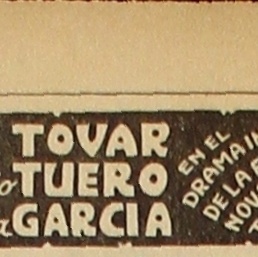 TOVAR
TUERO
GARCIA
EN EL
DRAMA
DE LA